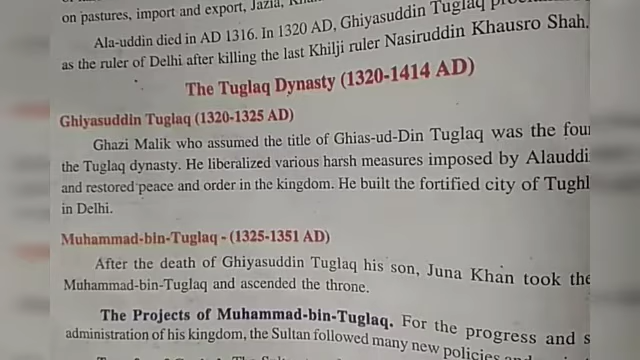 on pastures, import and export, Jazia,
Ala-uddin died in AD 1316. In 1320 AD, Ghiyasuddin Tuglaq
as the ruler of Delhi after killing the last Khilji ruler Nasiruddin Khausro Shah.
The Tuglaq Dynasty (1320-1414 AD)
Ghiyasuddin Tuglaq (1320-1325 AD)
Ghazi Malik who assumed the title of Ghias-ud-Din Tuglaq was the four
the Tuglaq dynasty. He liberalized various harsh measures imposed by Alauddi
and restored peace and order in the kingdom. He built the fortified city of Tughl
in Delhi.
Muhammad-bin-Tuglaq - (1325-1351 AD)
After the death of Ghiyasuddin Tuglaq his son, Juna Khan took the
Muhammad-bin-Tuglaq and ascended the throne.
The Projects of Muhammad-bin-Tuglaq. For the progress and s
administration of his kingdom, the Sultan followed many new policies